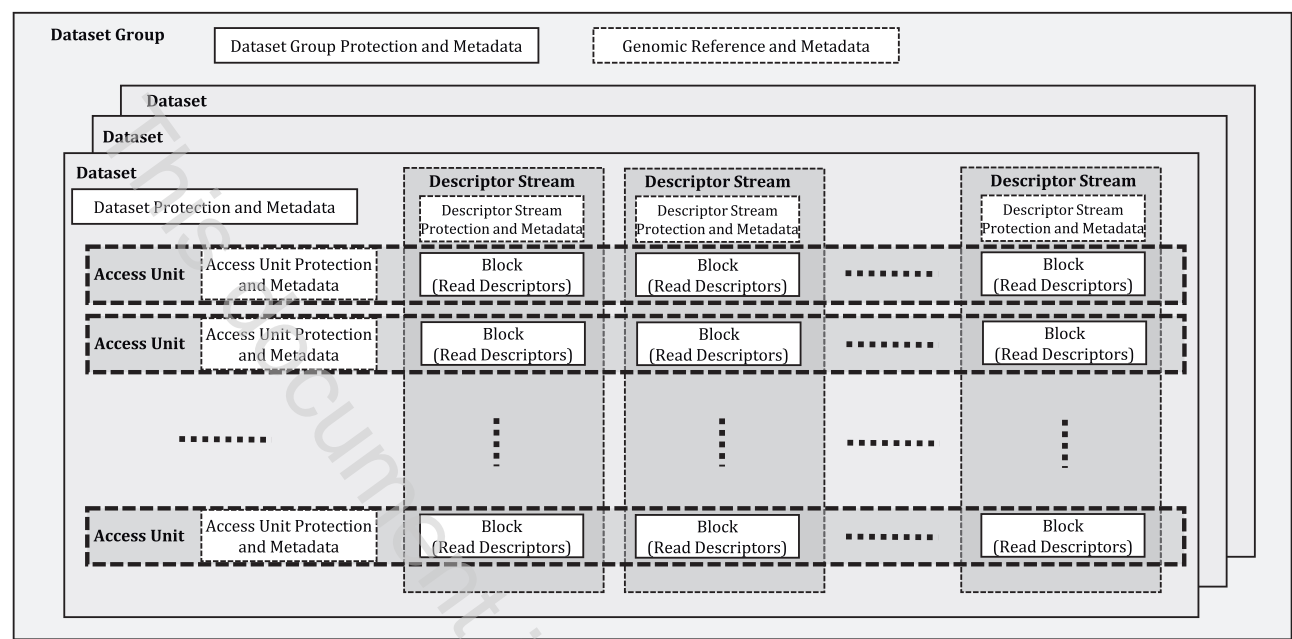 Dataset Group
Dataset Group Protection and Metadata
Genomic Reference and Metadata
Dataset
Dataset
Dataset
Dataset Protection and Metadata
Descriptor Stream
Descriptor Stream
Descriptor Stream
Descriptor Stream
Protection and Metadata
Descriptor Stream
Protection and Metadata
Descriptor Stream
Protection and Metadata
Access Unit
Access Unit Protection
and Metadata
Block
(Read Descriptors)
Block
(Read Descriptors)
Block
(Read Descriptors)
Access Unit
Access Unit Protection
and Metadata
Block
(Read Descriptors)
Block
(Read Descriptors)
Block
(Read Descriptors)
Access Unit
Access Unit Protection
and Metadata
Block
(Read Descriptors)
Block
(Read Descriptors)
Block
(Read Descriptors)
This document